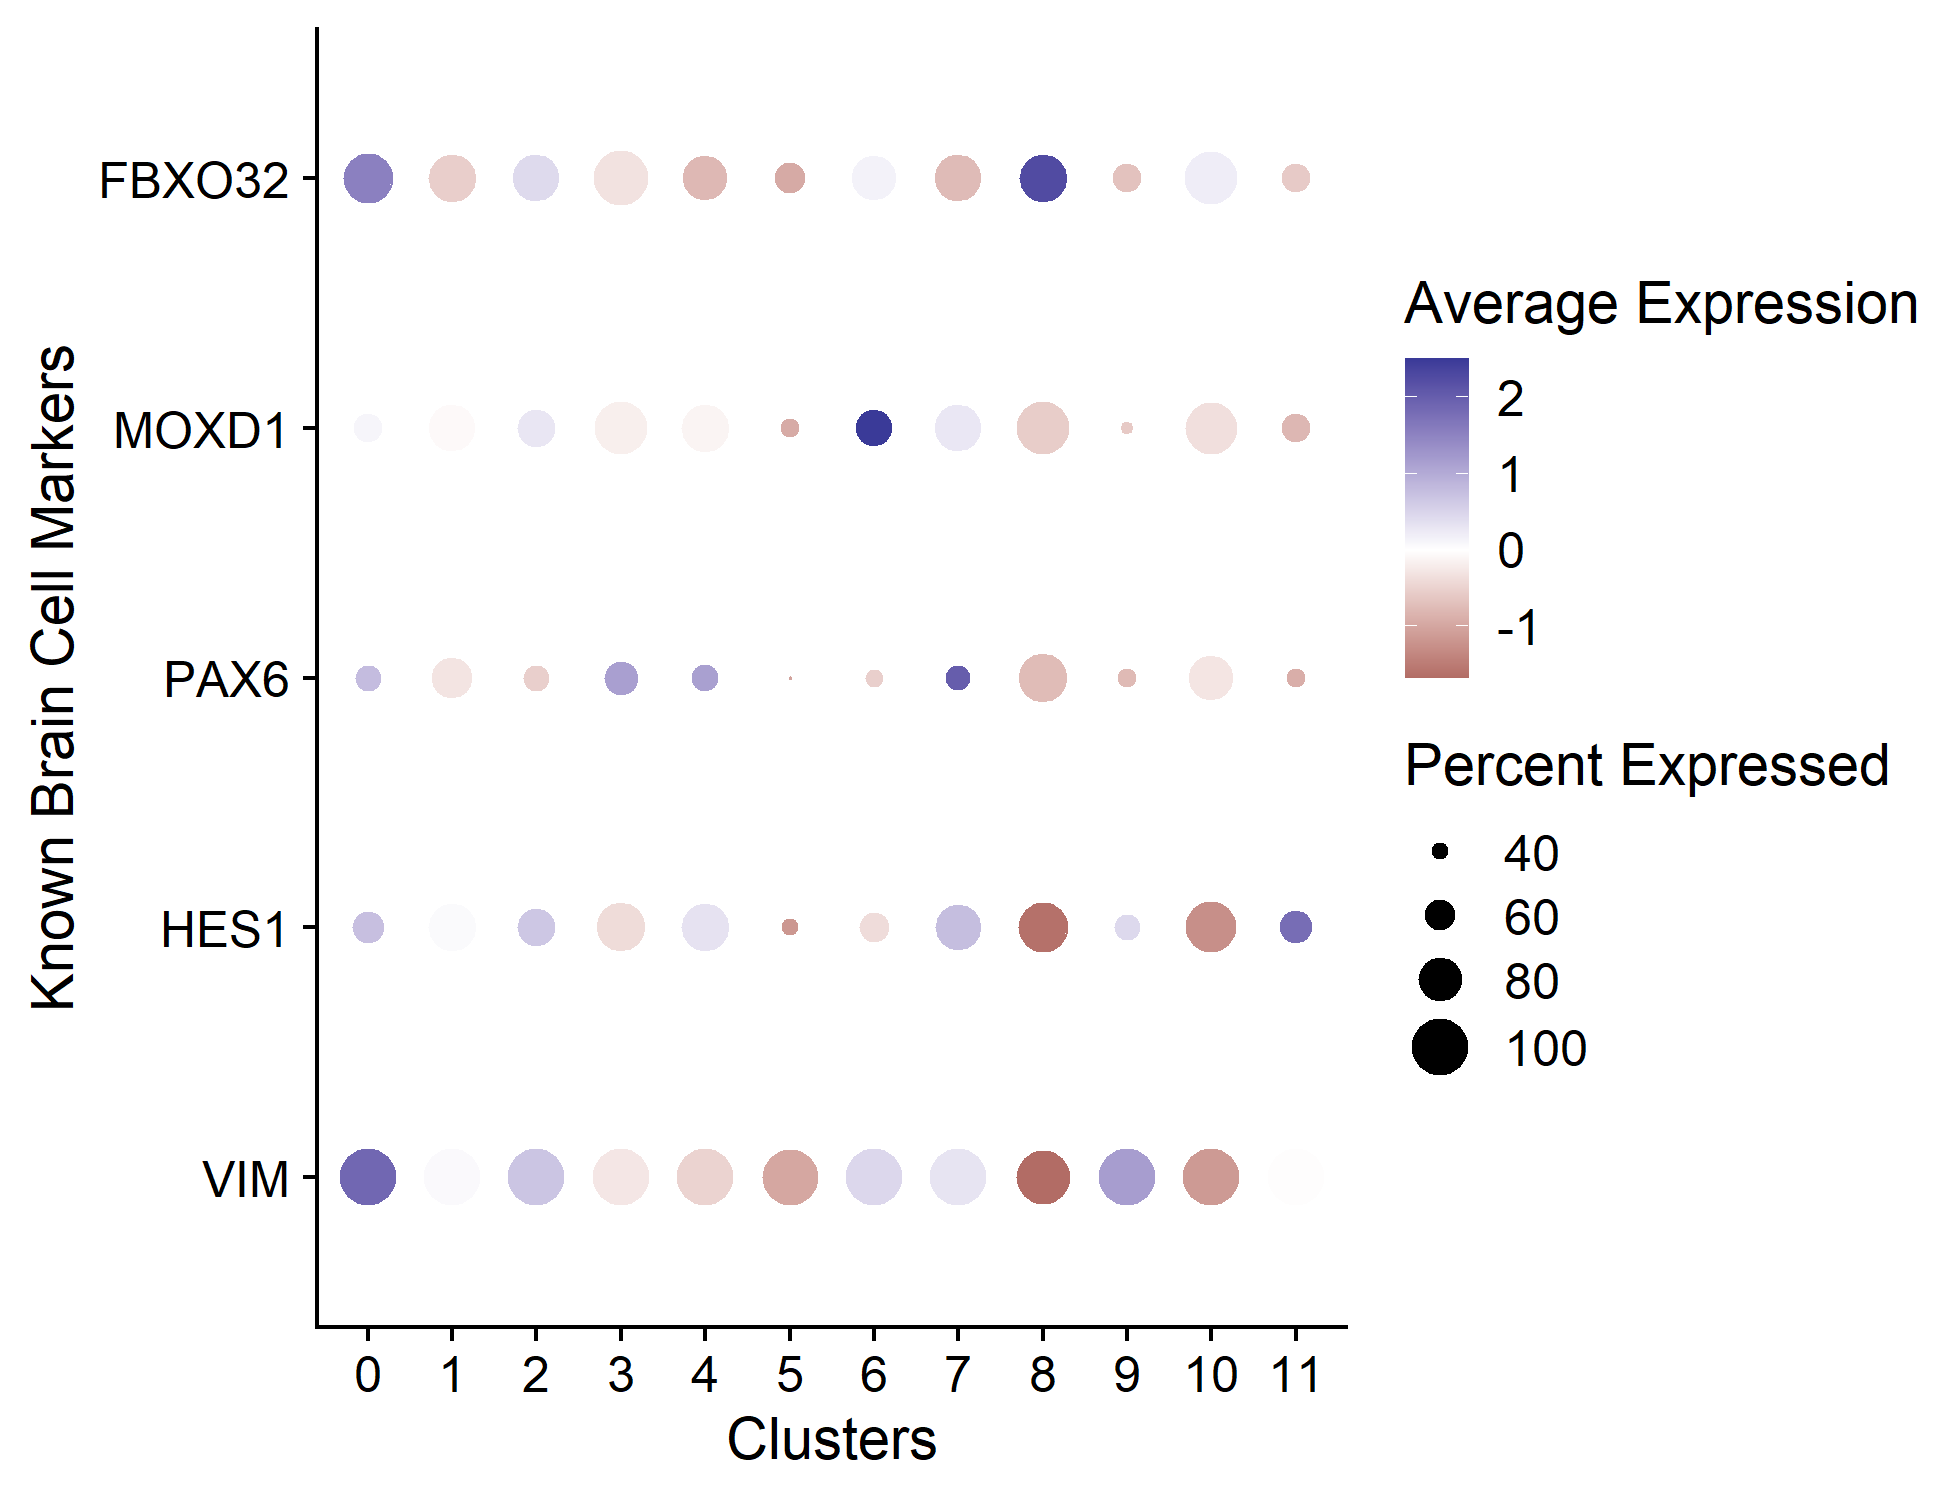 FBXO32
MOXD1
PAX6
HES1
VIM
Known Brain Cell Markers
0 1 2 3 4 5 6 7 8 9 10 11
Clusters
Average Expression
2
1
0
-1
Percent Expressed
40
60
80
100